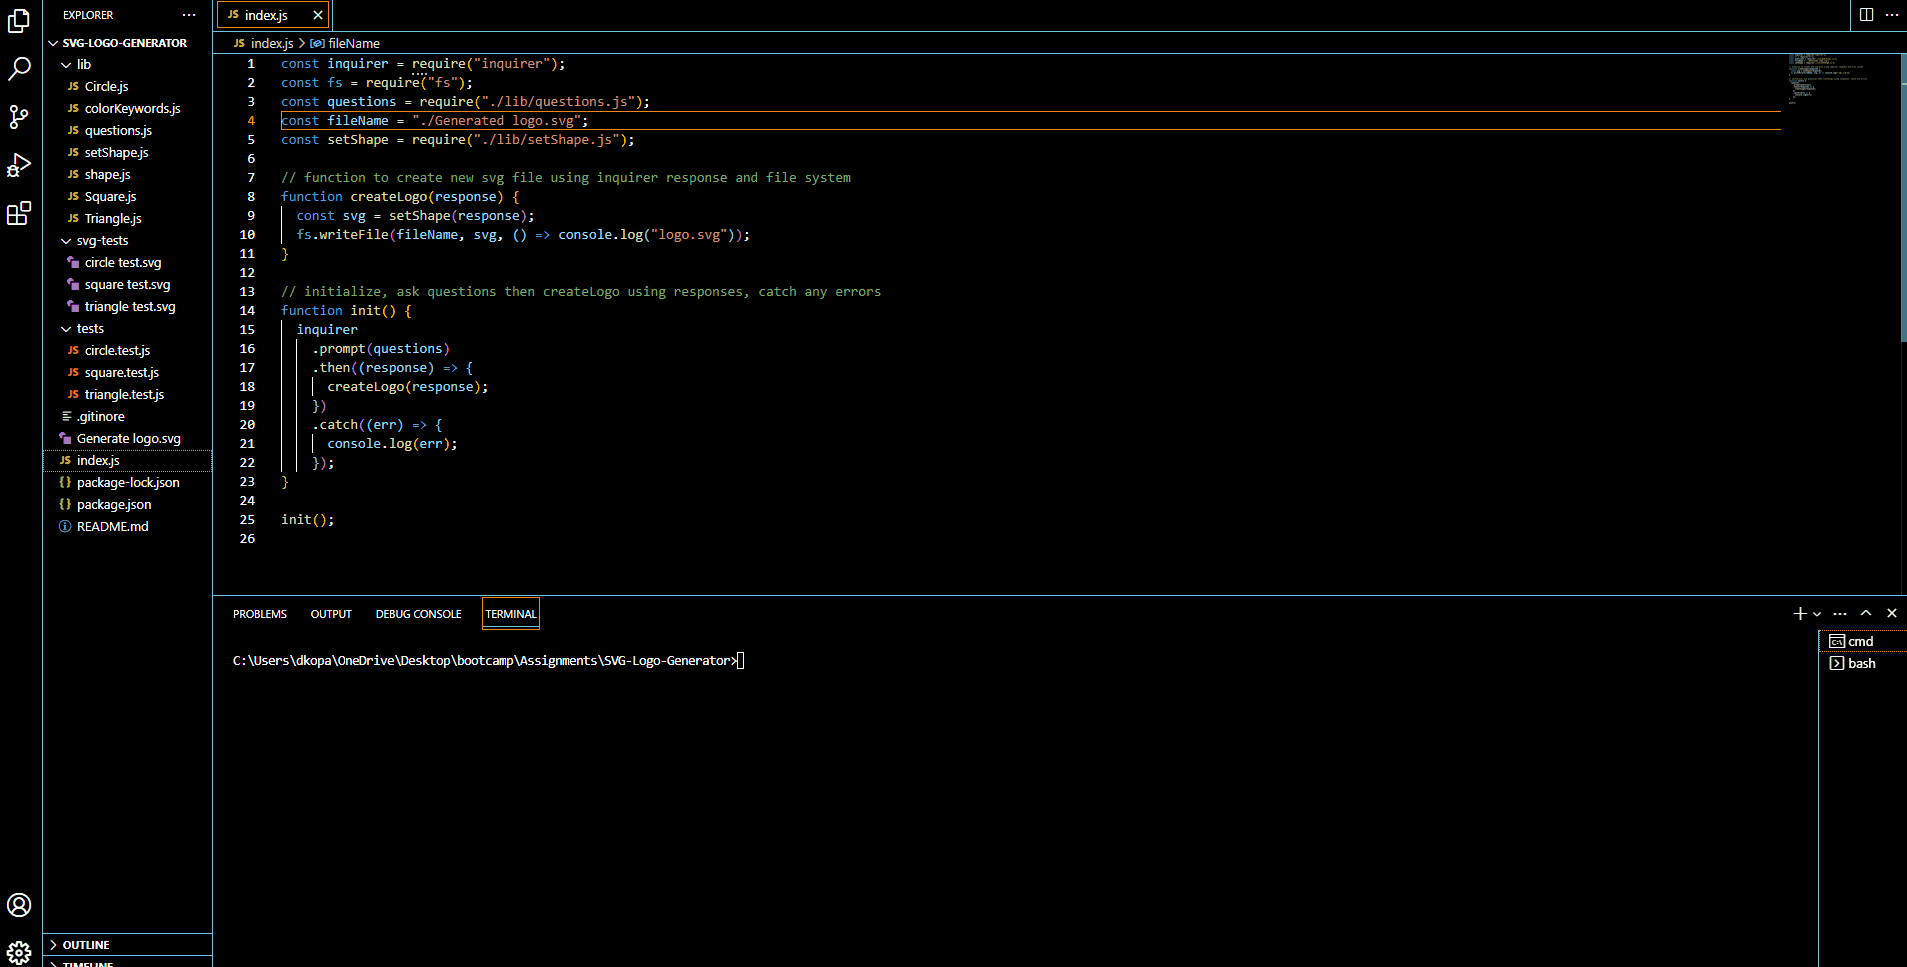 EXPLORER
SVG-LOGO-GENERATOR
lib
JS Circle.js
JS colorKeywords.js
JS questions.js
JS setShape.js
JS shape.js
JS Square.js
JS Triangle.js
svg-tests
circle test.svg
square test.svg
triangle test.svg
tests
JS circle.test.js
JS square.test.js
JS triangle.test.js
.gitinore
Generate logo.svg
JS index.js
{} package-lock.json
{} package.json
README.md
OUTLINE
TIMELINE
JS index.js
JS index.js > fileName
1 const inquirer = require("inquirer");
2 const fs = require("fs");
3 const questions = require("./lib/questions.js");
4 const fileName = "./Generated logo.svg";
5 const setShape = require("./lib/setShape.js");
6
7 // function to create new svg file using inquirer response and file system
8 function createLogo(response) {
9 const svg = setShape(response);
10 fs.writeFile(fileName, svg, () => console.log("logo.svg"));
11 }
12
13 // initialize, ask questions then createLogo using responses, catch any errors
14 function init() {
15 inquirer
16 .prompt(questions)
17 .then((response) => {
18 createLogo(response);
19 })
20 .catch((err) => {
21 console.log(err);
22 });
23 }
24
25 init();
26
PROBLEMS OUTPUT DEBUG CONSOLE TERMINAL
C:\Users\dkopa\OneDrive\Desktop\bootcamp\Assignments\SVG-Logo-Generator>
cmd
bash